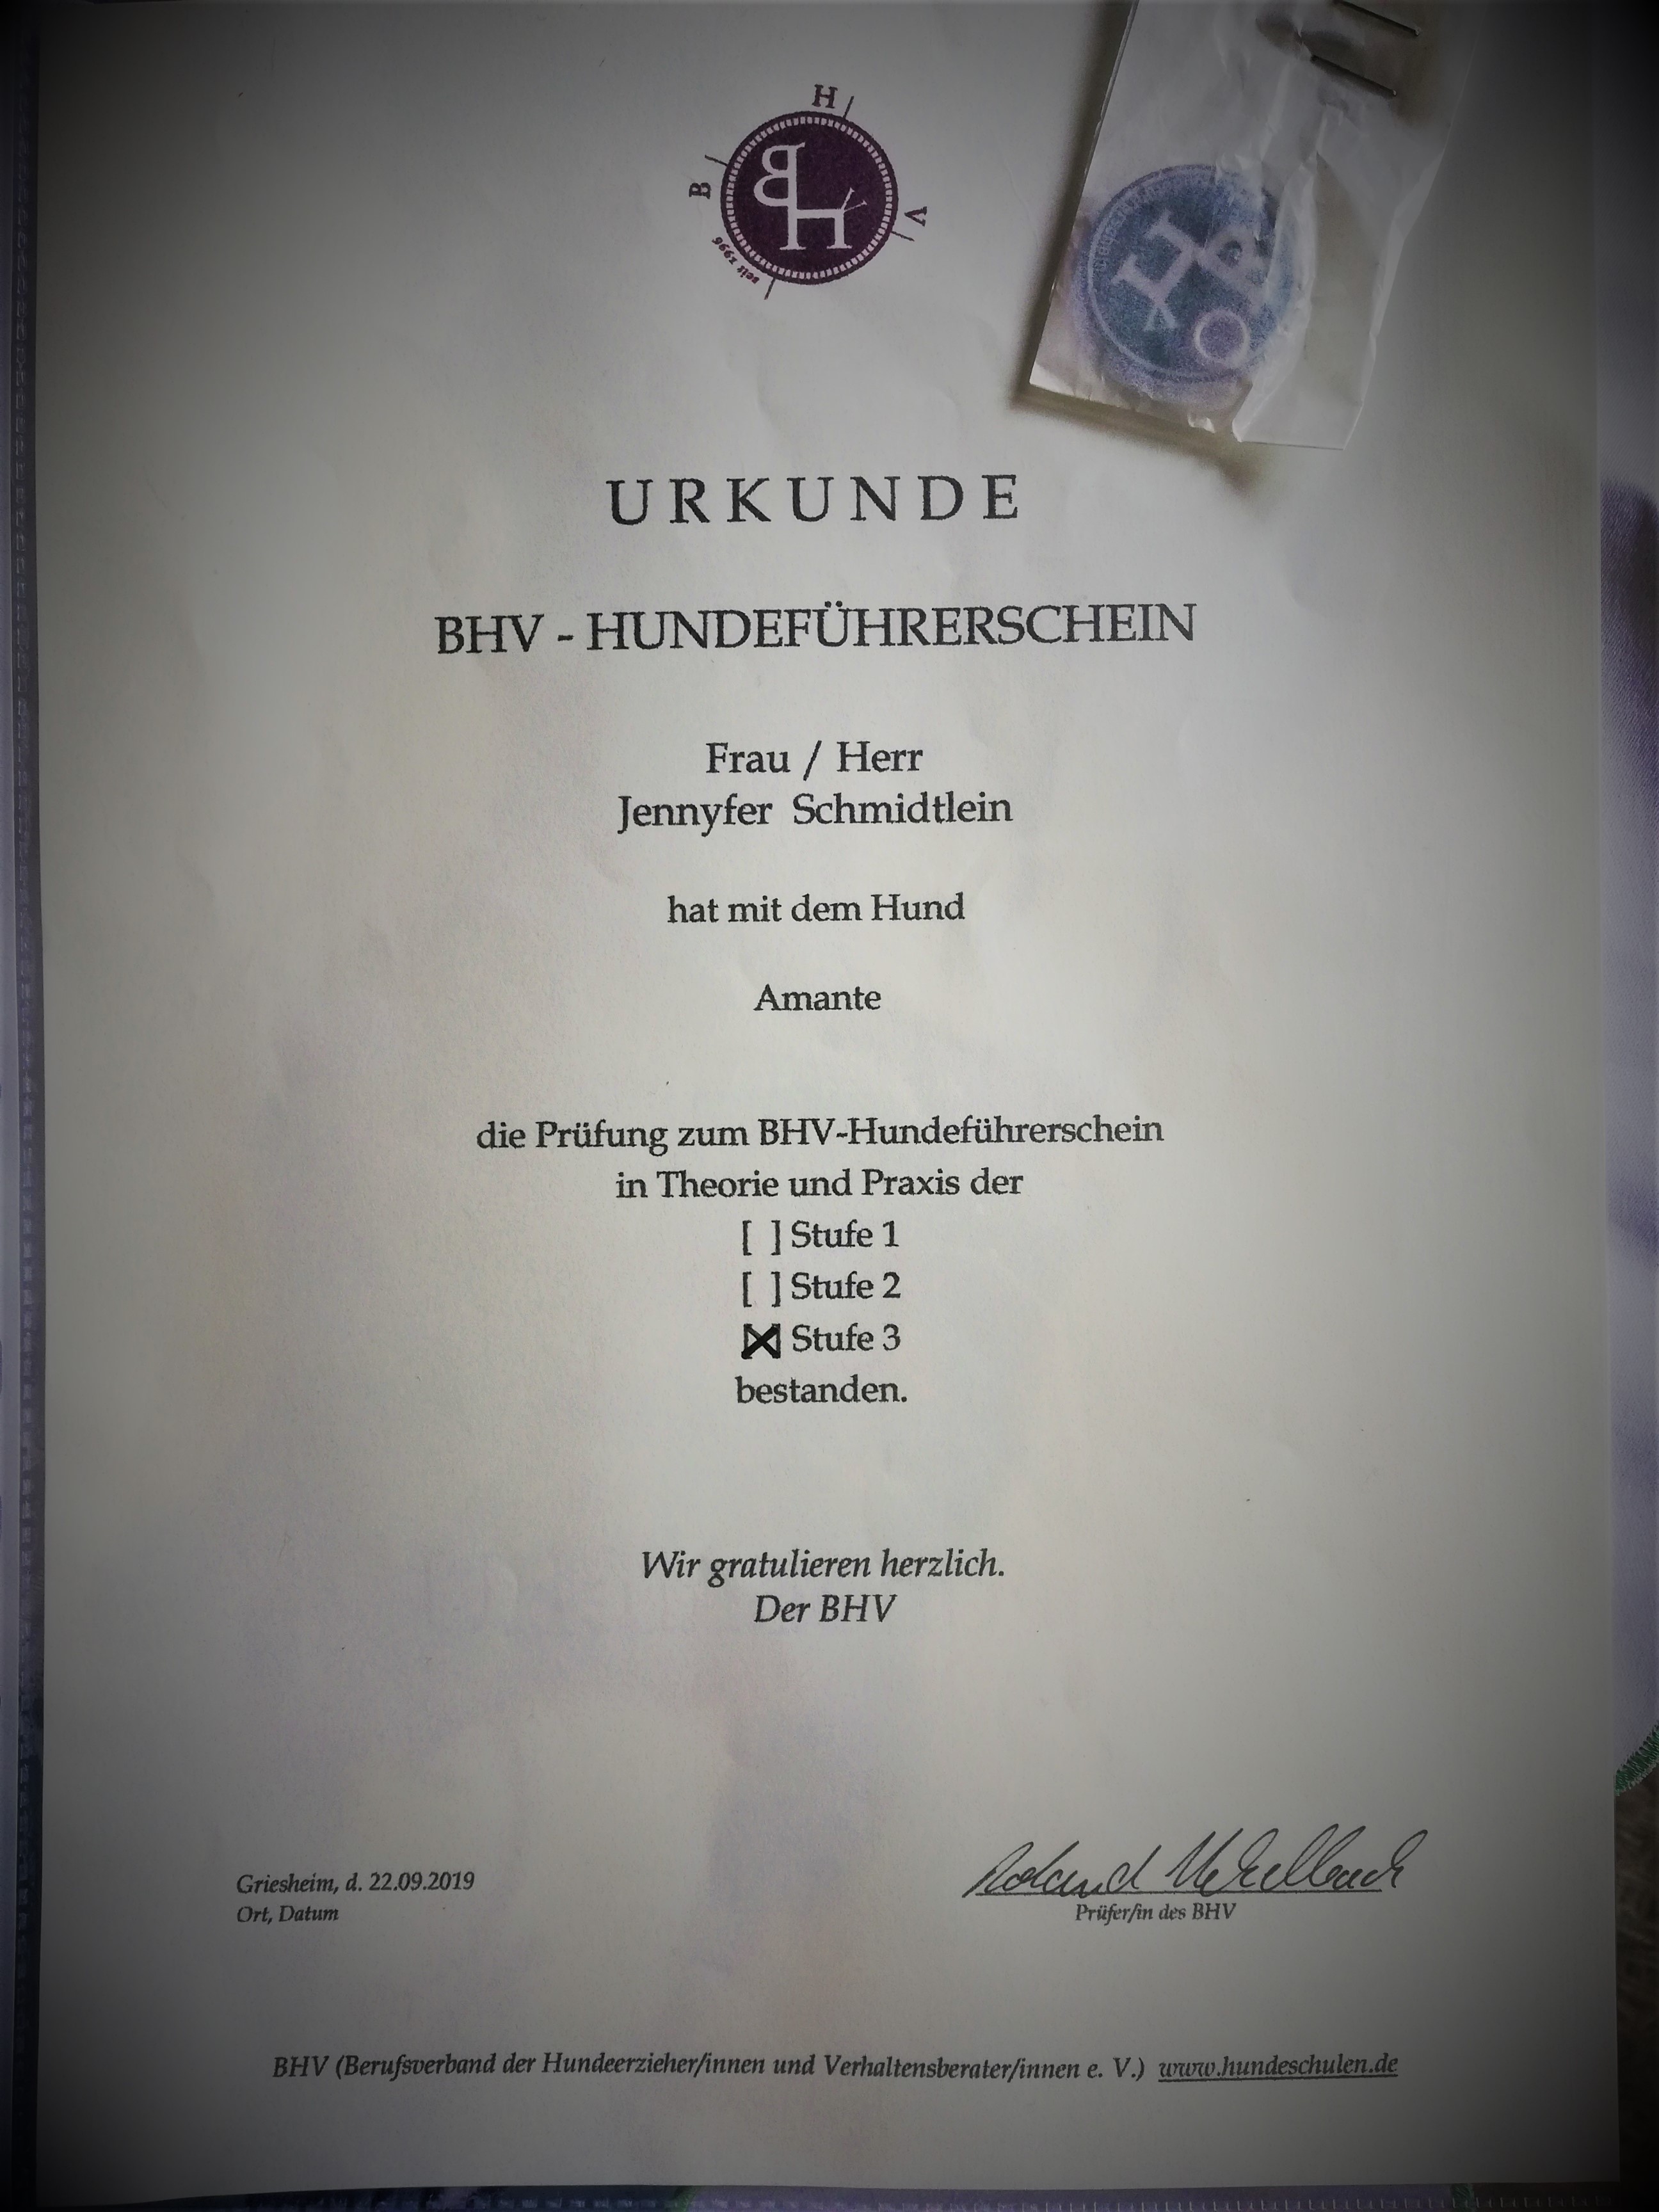 B H V
seit 1996
BHV
URKUNDE
BHV - HUNDEFÜHRERSCHEIN
Frau / Herr
Jennyfer Schmidtlein
hat mit dem Hund
Amante
die Prüfung zum BHV-Hundeführerschein
in Theorie und Praxis der
[ ] Stufe 1
[ ] Stufe 2
[X] Stufe 3
bestanden.
Wir gratulieren herzlich.
Der BHV
Griesheim, d. 22.09.2019
Ort, Datum
Roland
Prüfer/in des BHV
BHV (Berufsverband der Hundeerzieher/innen und Verhaltensberater/innen e. V.) www.hundeschulen.de